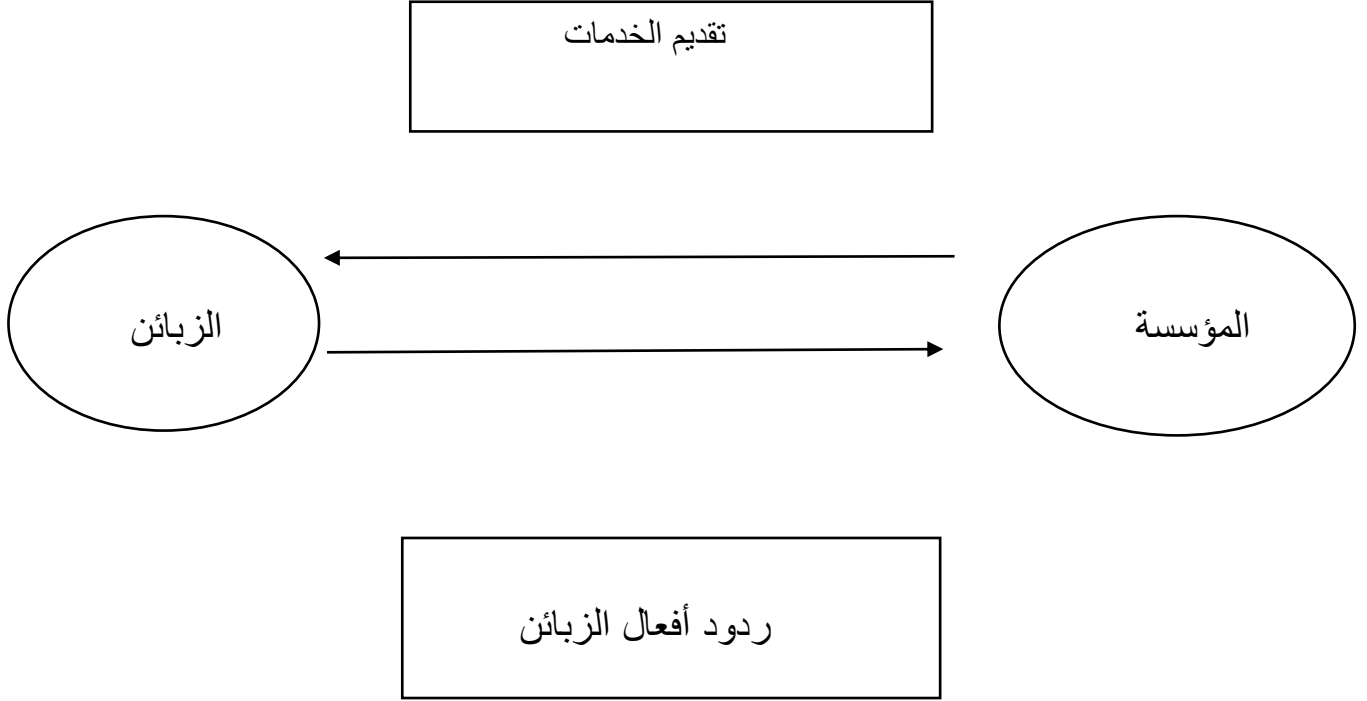 تقديم الخدمات
المؤسسة
الزبائن
ردود أفعال الزبائن